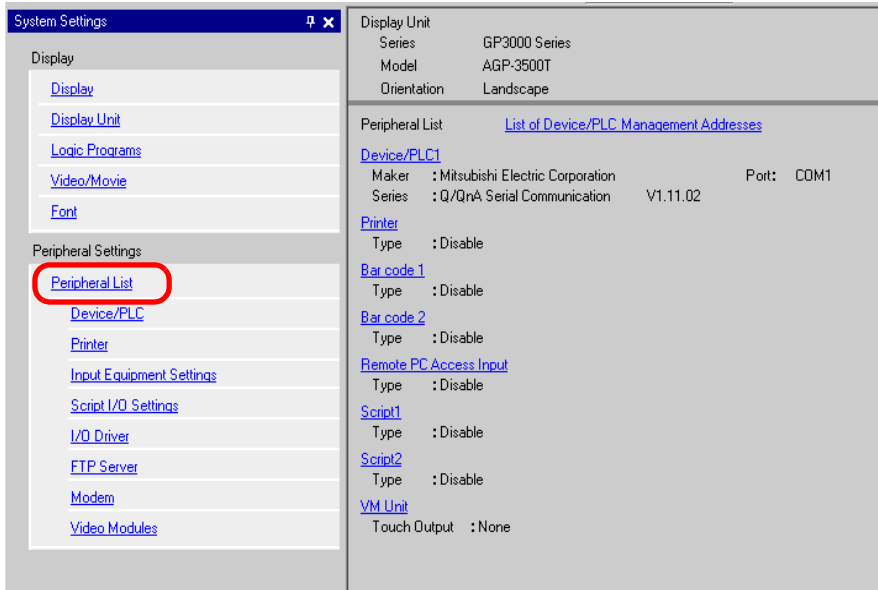 System Settings
Display
Display
Display Unit
Logic Programs
Video/Movie
Font
Peripheral Settings
Peripheral List
Device/PLC
Printer
Input Equipment Settings
Script I/O Settings
I/O Driver
FTP Server
Modem
Video Modules
Display Unit
Series GP3000 Series
Model AGP-3500T
Orientation Landscape
Peripheral List List of Device/PLC Management Addresses
Device/PLC1
Maker : Mitsubishi Electric Corporation Port: COM1
Series : Q/QnA Serial Communication V1.11.02
Printer
Type : Disable
Bar code 1
Type : Disable
Bar code 2
Type : Disable
Remote PC Access Input
Type : Disable
Script1
Type : Disable
Script2
Type : Disable
VM Unit
Touch Output : None